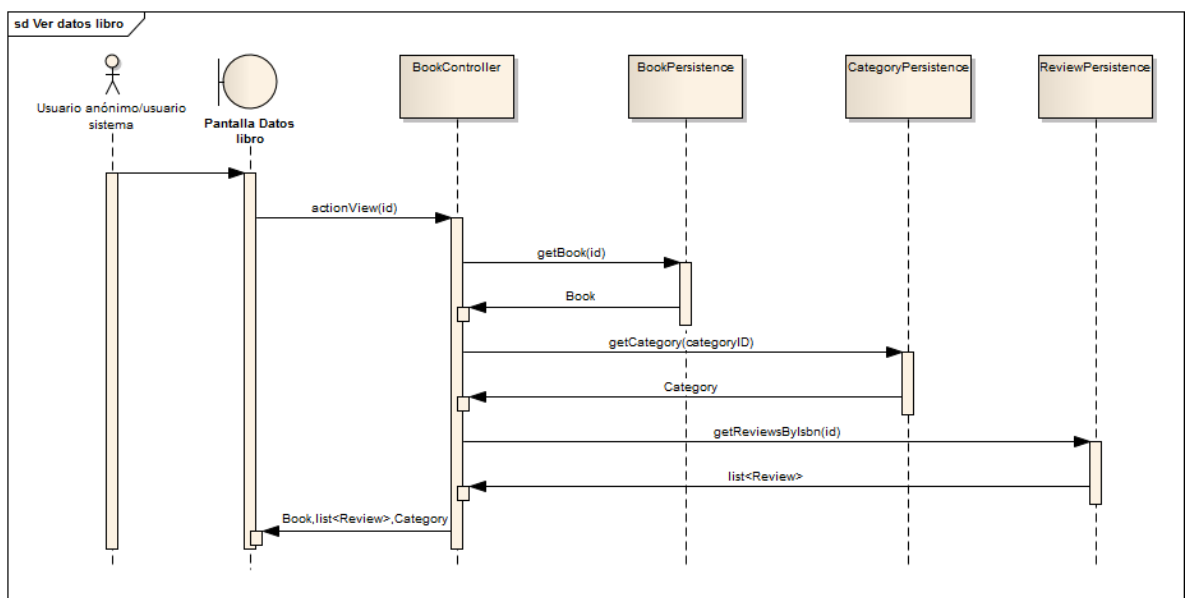 sd Ver datos libro
Usuario anónimo/usuario
sistema
Pantalla Datos
libro
BookController
BookPersistence
CategoryPersistence
ReviewPersistence
actionView(id)
getBook(id)
Book
getCategory(categoryID)
Category
getReviewsByIsbn(id)
list<Review>
Book,list<Review>,Category